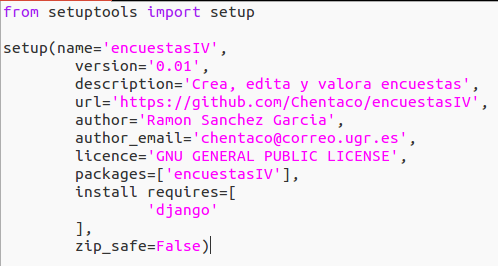 from setuptools import setup

setup(name='encuestasIV',
        version='0.01',
        description='Crea, edita y valora encuestas',
        url='https://github.com/Chentaco/encuestasIV',
        author='Ramon Sanchez Garcia',
        author_email='chentaco@correo.ugr.es',
        licence='GNU GENERAL PUBLIC LICENSE',
        packages=['encuestasIV'],
        install requires=[
                'django'
        ],
        zip_safe=False)